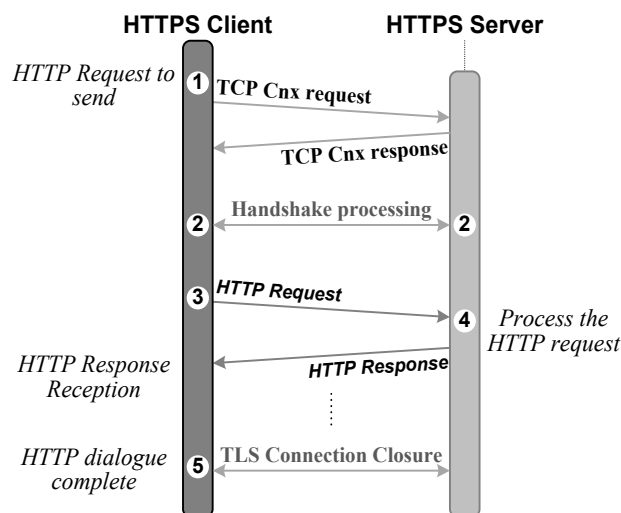 HTTPS Client
HTTPS Server
HTTP Request to
send
1
TCP Cnx request
TCP Cnx response
2
Handshake processing
2
3
HTTP Request
4
Process the
HTTP request
HTTP Response
Reception
HTTP Response
HTTP dialogue
complete
5
TLS Connection Closure